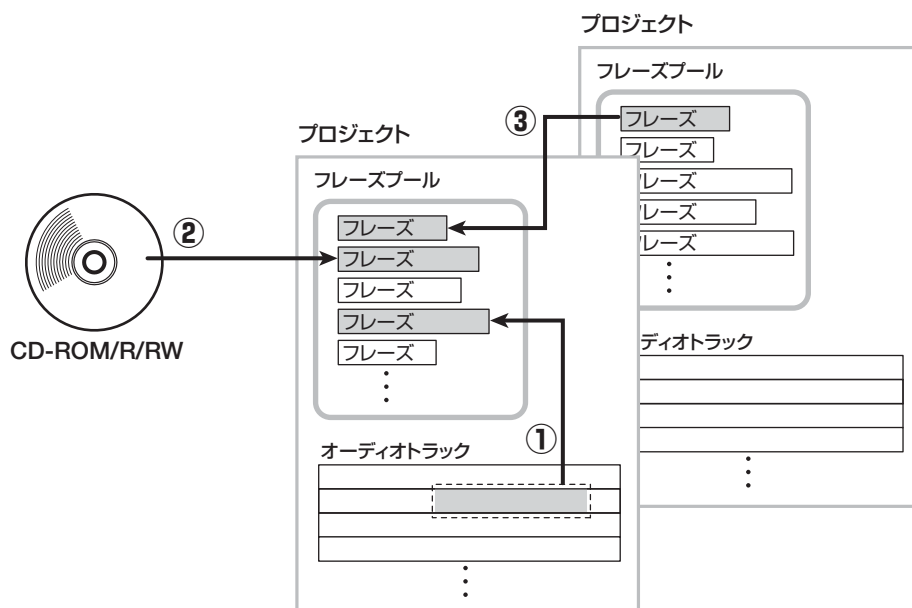 プロジェクト
フレーズプール
③
フレーズ
フレーズ
レーズ
レーズ
レーズ
ディオトラック
プロジェクト
フレーズプール
フレーズ
フレーズ
フレーズ
フレーズ
フレーズ
②
CD-ROM/R/RW
①
オーディオトラック